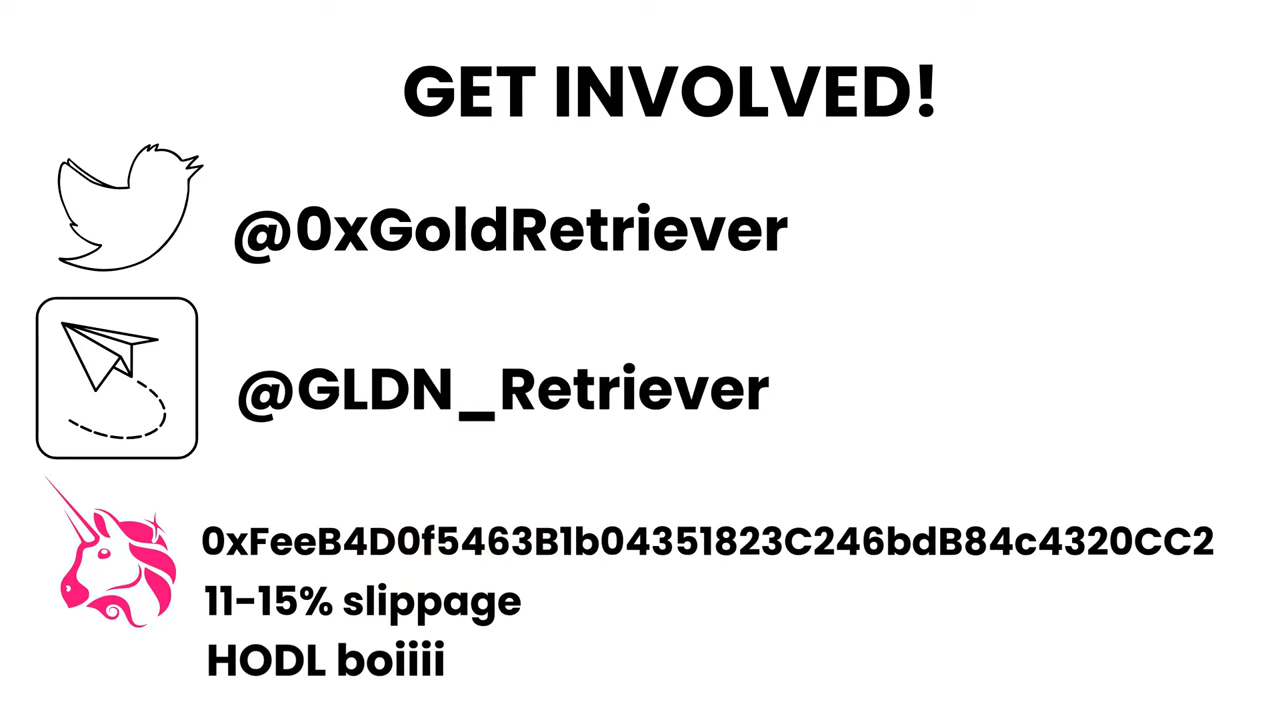 GET INVOLVED!
@0xGoldRetriever
@GLDN_Retriever
0xFeeB4D0f5463B1b04351823C246bdB84c4320CC2
11-15% slippage
HODL boiiii